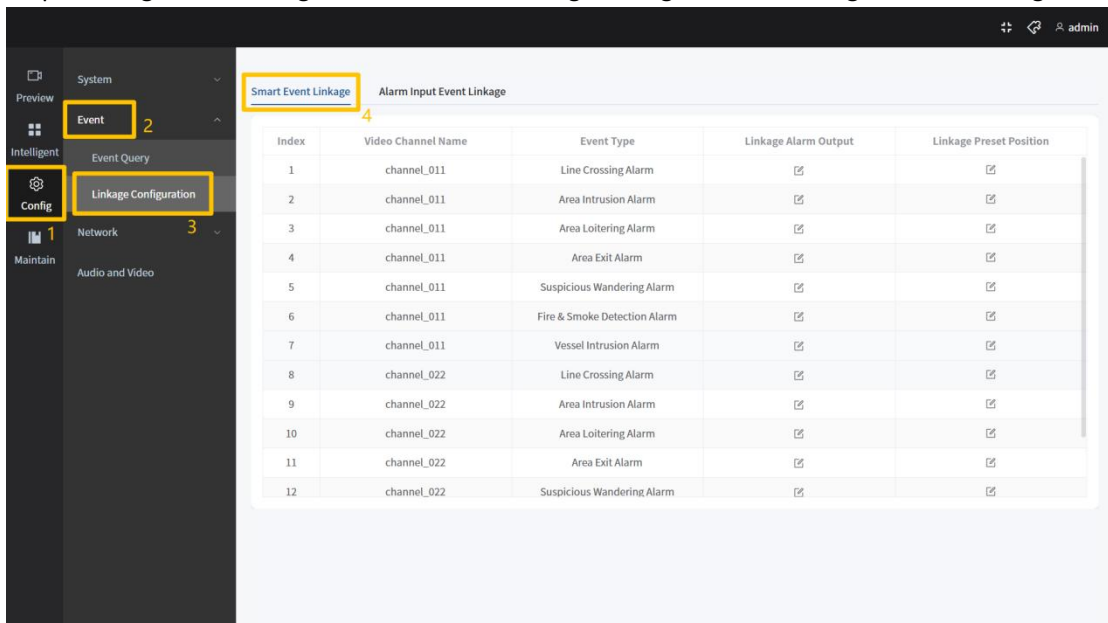 admin
Preview
Intelligent
Config
1
Maintain
System
Event
2
Event Query
Linkage Configuration
3
Network
Audio and Video
Smart Event Linkage Alarm Input Event Linkage
4
Index Video Channel Name Event Type Linkage Alarm Output Linkage Preset Position
1 channel_011 Line Crossing Alarm
2 channel_011 Area Intrusion Alarm
3 channel_011 Area Loitering Alarm
4 channel_011 Area Exit Alarm
5 channel_011 Suspicious Wandering Alarm
6 channel_011 Fire & Smoke Detection Alarm
7 channel_011 Vessel Intrusion Alarm
8 channel_022 Line Crossing Alarm
9 channel_022 Area Intrusion Alarm
10 channel_022 Area Loitering Alarm
11 channel_022 Area Exit Alarm
12 channel_022 Suspicious Wandering Alarm